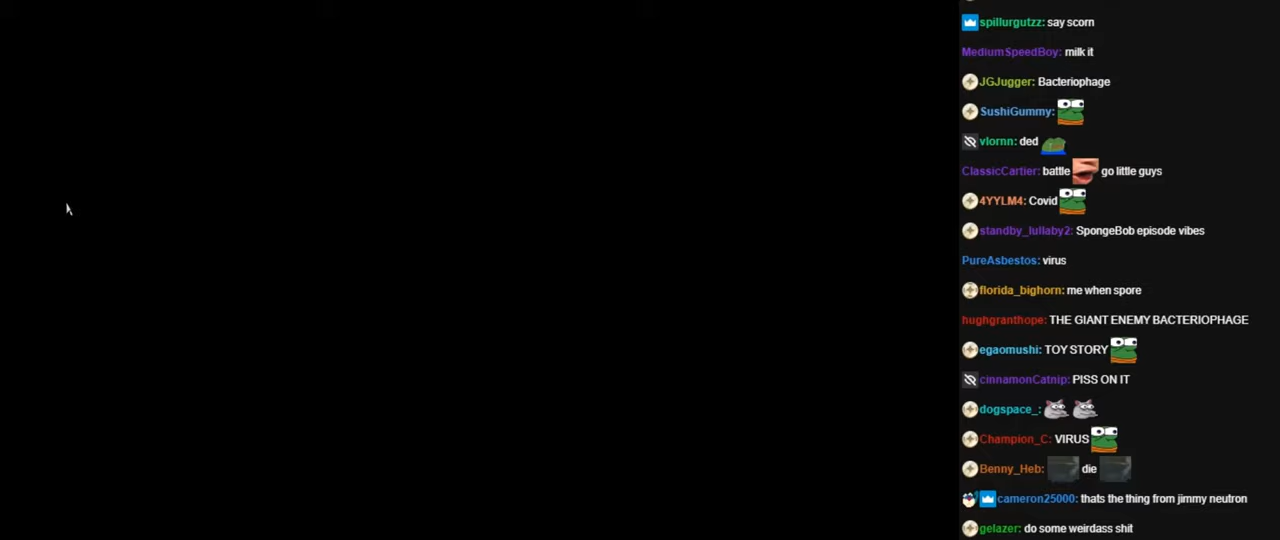 spillurgutzz: say scorn
MediumSpeedBoy: milk it
JGJugger: Bacteriophage
SushiGummy:
vlornn: ded
ClassicCartier: battle go little guys
4YYLM4: Covid
standby_lullaby2: SpongeBob episode vibes
PureAsbestos: virus
florida_bighorn: me when spore
hughgranthope: THE GIANT ENEMY BACTERIOPHAGE
egaomushi: TOY STORY
cinnamonCatnip: PISS ON IT
dogspace_:
Champion_C: VIRUS
Benny_Heb: die
cameron25000: thats the thing from jimmy neutron
gelazer: do some weirdass shit